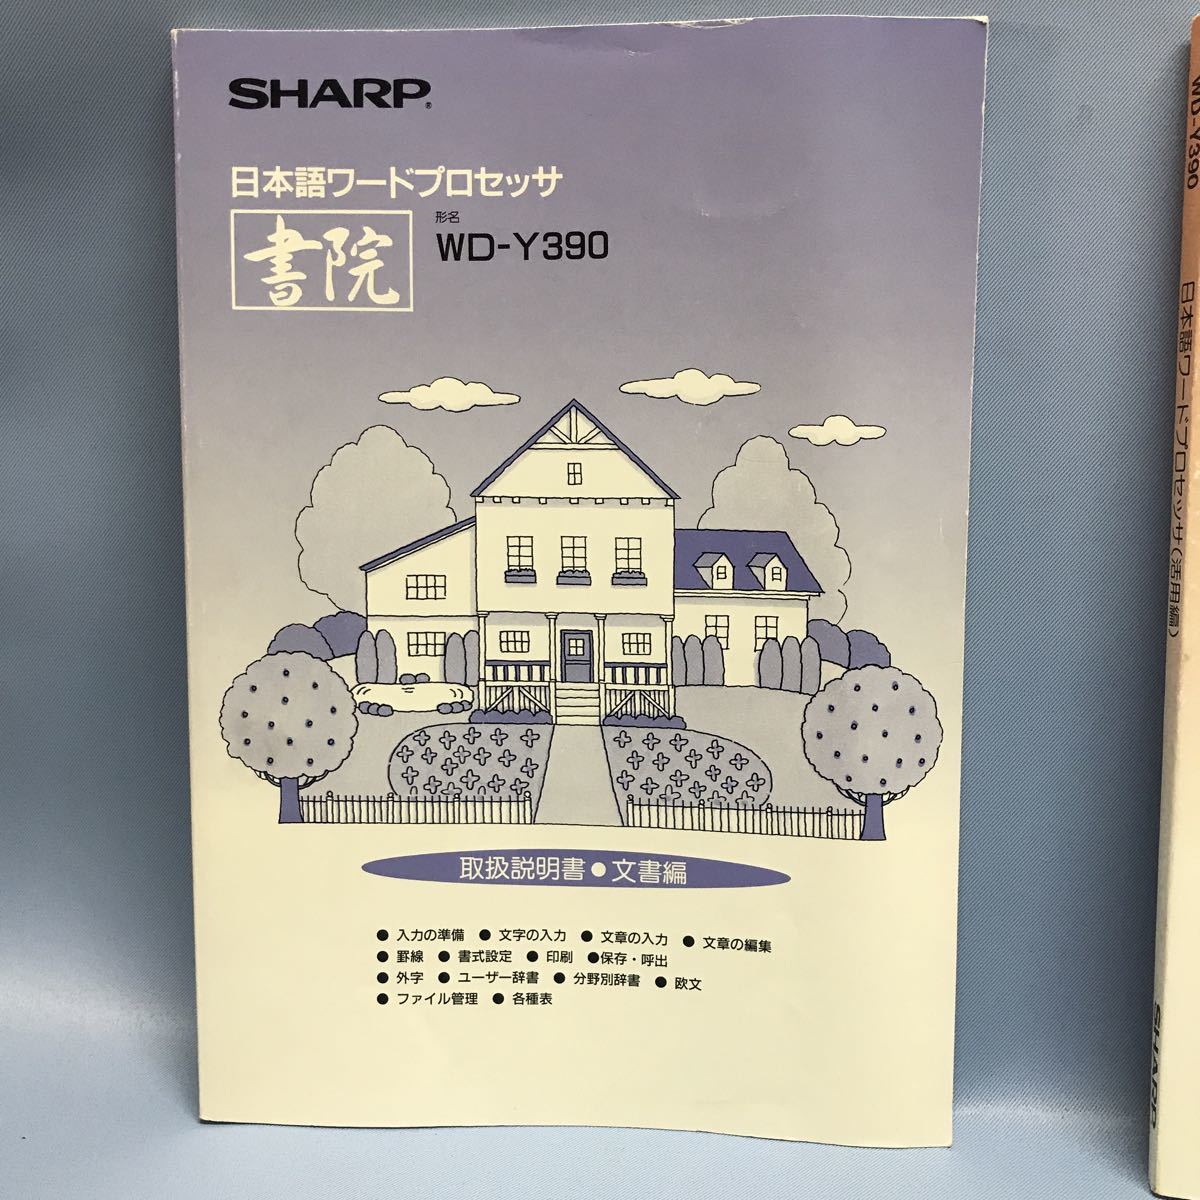 SHARP®
日本語ワードプロセッサ
書院
形名
WD-Y390
取扱説明書●文書編
● 入力の準備 ● 文字の入力 ● 文章の入力 ● 文章の編集
● 罫線 ● 書式設定 ● 印刷 ●保存・呼出
● 外字 ● ユーザー辞書 ● 分野別辞書 ● 欧文
● ファイル管理 ● 各種表
WD-Y390 日本語ワードプロセッサ(活用編) SHARP